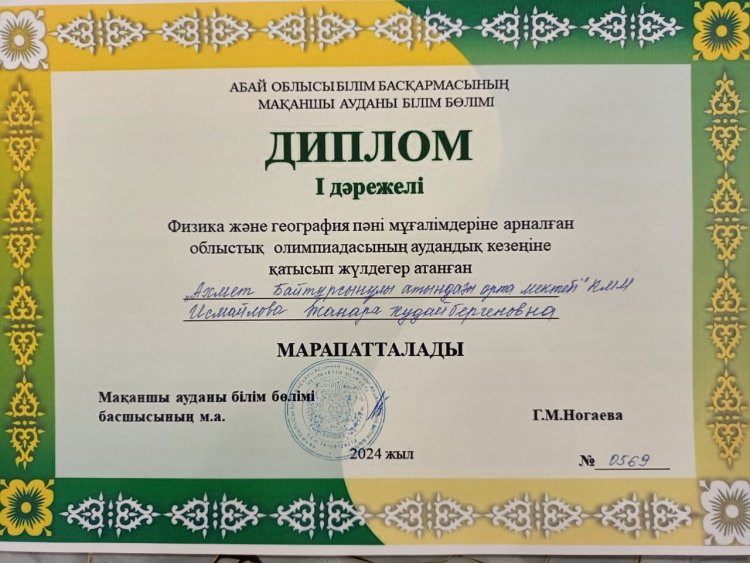 АБАЙ ОБЛЫСЫ БІЛІМ БАСҚАРМАСЫНЫҢ
МАҚАНШЫ АУДАНЫ БІЛІМ БӨЛІМІ
ДИПЛОМ
І дәрежелі
Физика және география пәні мұғалімдеріне арналған
облыстық олимпиадасының аудандық кезеңіне
қатысып жүлдегер атанған
„Ахмет Байтұрсынұлы атындағы орта мектебі" КММ
Исмайлова Жанара Кудайбергеновна
МАРАПАТТАЛАДЫ
Мақаншы ауданы білім бөлімі
басшысының м.а.
Г.М.Ногаева
2024 жыл
№ 0569